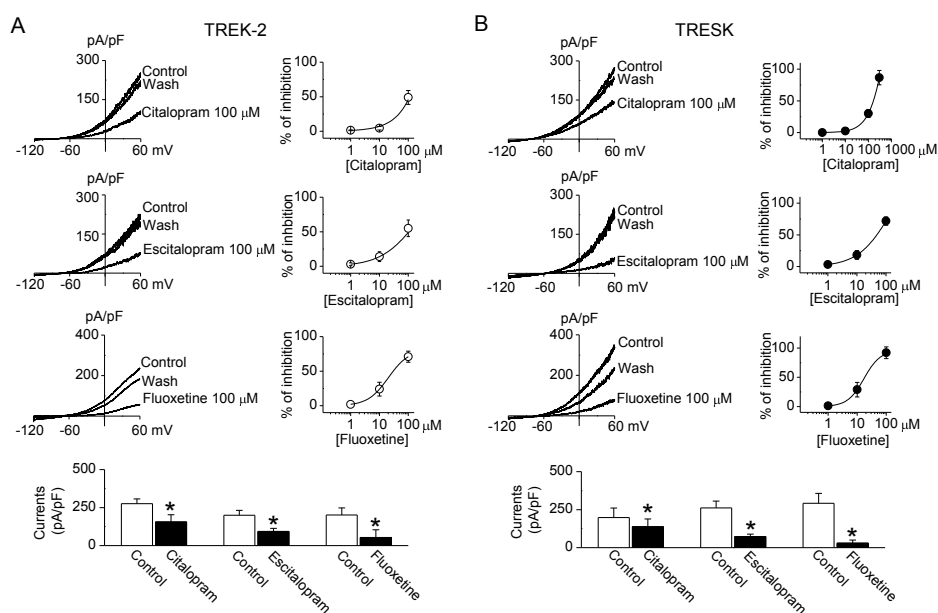 A
TREK-2
pA/pF
300
150
Control
Wash
Citalopram 100 μM
-120
-60
60 mV
% of inhibition
100
50
0
1
10
100
μM
[Citalopram]
pA/pF
300
150
Control
Wash
Escitalopram 100 μM
-120
-60
60 mV
% of inhibition
100
50
0
1
10
100
μM
[Escitalopram]
pA/pF
400
200
Control
Wash
Fluoxetine 100 μM
-120
-60
60 mV
% of inhibition
100
50
0
1
10
100
μM
[Fluoxetine]
Currents
(pA/pF)
500
250
0
*
*
*
Control
Citalopram
Control
Escitalopram
Control
Fluoxetine
B
TRESK
pA/pF
300
150
Control
Wash
Citalopram 100 μM
-120
-60
60 mV
% of inhibition
100
50
0
1
10
100
1000
μM
[Citalopram]
pA/pF
300
150
Control
Wash
Escitalopram 100 μM
-120
-60
60 mV
% of inhibition
100
50
0
1
10
100
μM
[Escitalopram]
pA/pF
400
200
Control
Wash
Fluoxetine 100 μM
-120
-60
60 mV
% of inhibition
100
50
0
1
10
100
μM
[Fluoxetine]
Currents
(pA/pF)
500
250
0
*
*
*
Control
Citalopram
Control
Escitalopram
Control
Fluoxetine